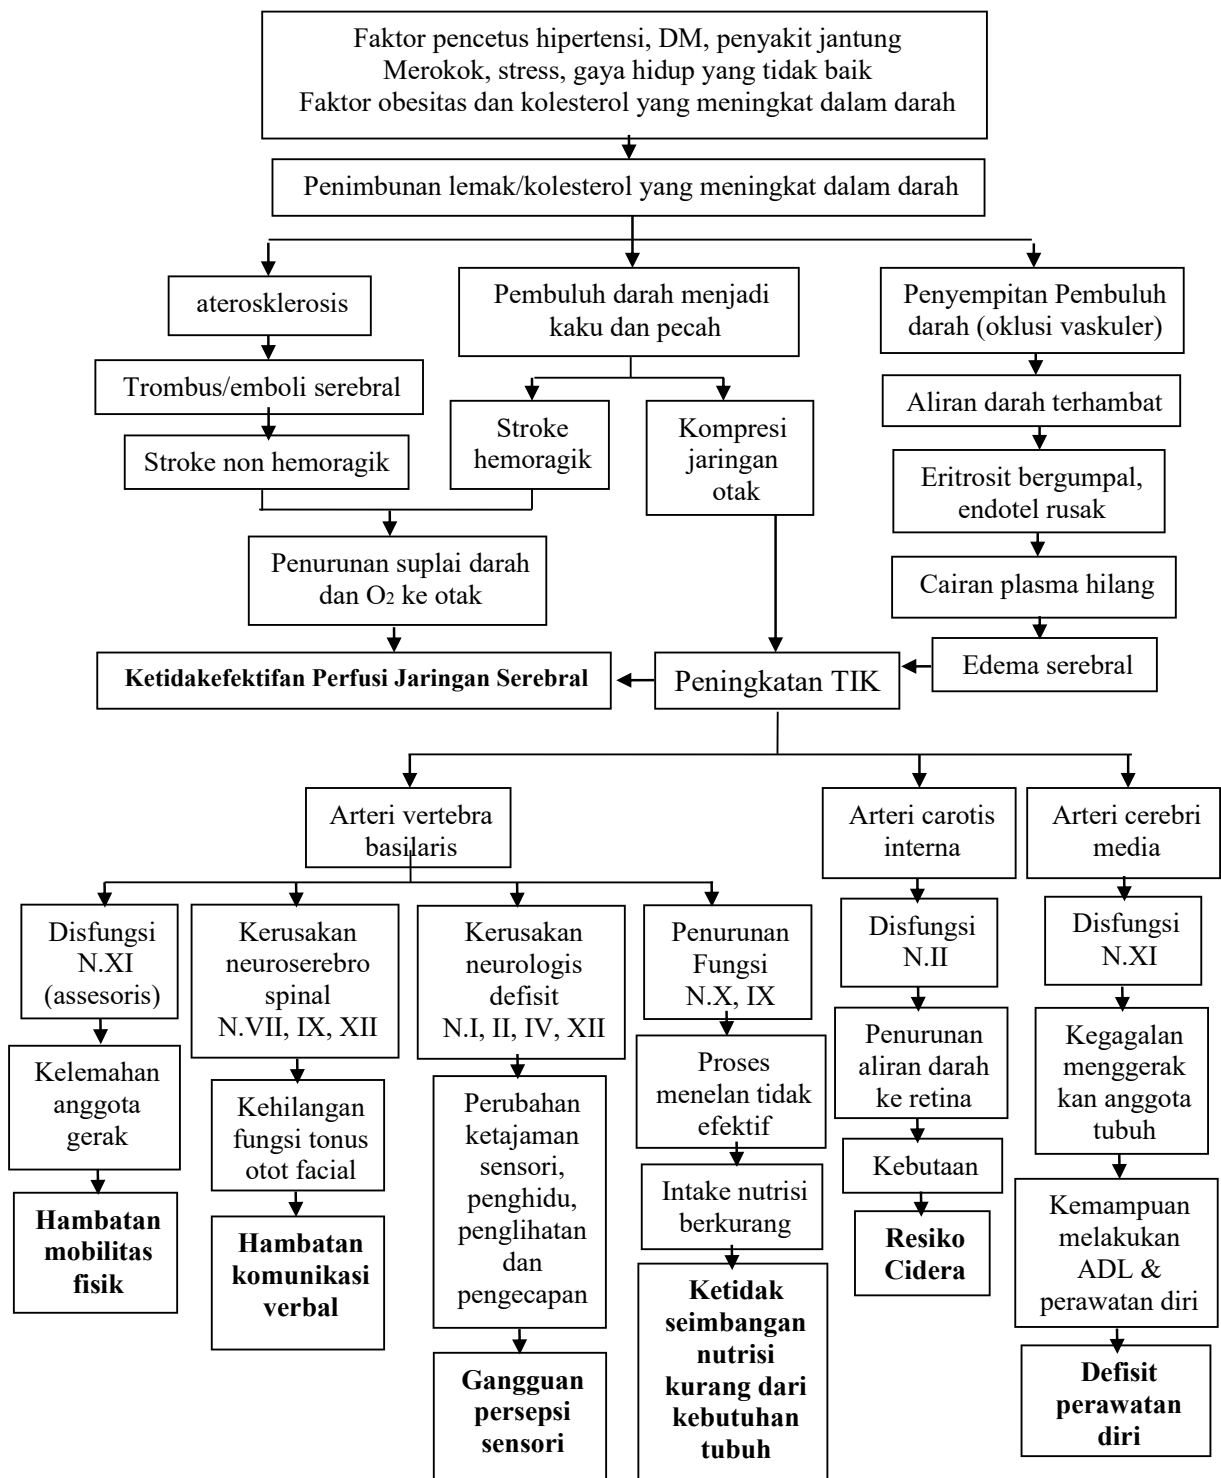 Faktor pencetus hipertensi, DM, penyakit jantung
Merokok, stress, gaya hidup yang tidak baik
Faktor obesitas dan kolesterol yang meningkat dalam darah
Penimbunan lemak/kolesterol yang meningkat dalam darah
aterosklerosis
Pembuluh darah menjadi
kaku dan pecah
Penyempitan Pembuluh
darah (oklusi vaskuler)
Trombus/emboli serebral
Aliran darah terhambat
Stroke non hemoragik
Stroke
hemoragik
Kompresi
jaringan
otak
Eritrosit bergumpal,
endotel rusak
Penurunan suplai darah
dan O2 ke otak
Cairan plasma hilang
Ketidakefektifan Perfusi Jaringan Serebral
Peningkatan TIK
Edema serebral
Arteri vertebra
basilaris
Arteri carotis
interna
Arteri cerebri
media
Disfungsi
N.XI
(assesoris)
Kerusakan
neuroserebro
spinal
N.VII, IX, XII
Kerusakan
neurologis
defisit
N.I, II, IV, XII
Penurunan
Fungsi
N.X, IX
Disfungsi
N.II
Disfungsi
N.XI
Kelemahan
anggota
gerak
Kehilangan
fungsi tonus
otot facial
Perubahan
ketajaman
sensori,
penghidu,
penglihatan
dan
pengecapan
Proses
menelan tidak
efektif
Penurunan
aliran darah
ke retina
Kegagalan
menggerak
kan anggota
tubuh
Intake nutrisi
berkurang
Kebutaan
Hambatan
mobilitas
fisik
Hambatan
komunikasi
verbal
Gangguan
persepsi
sensori
Ketidak
seimbangan
nutrisi
kurang dari
kebutuhan
tubuh
Resiko
Cidera
Kemampuan
melakukan
ADL &
perawatan diri
Defisit
perawatan
diri